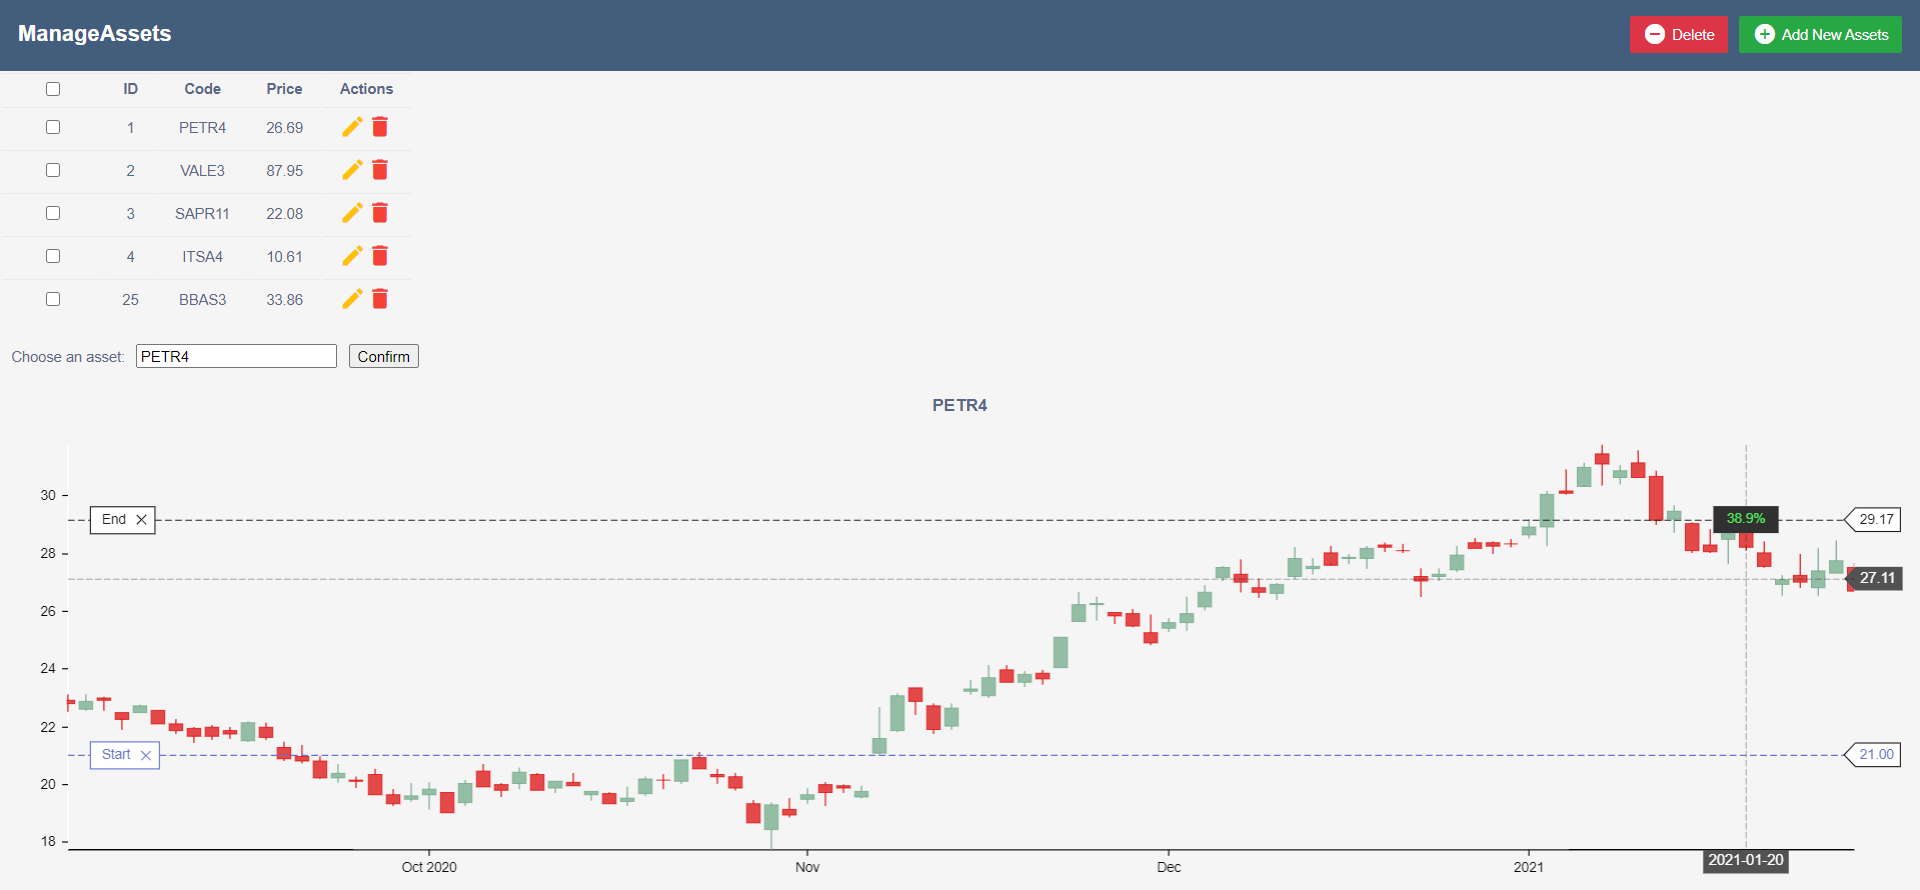 ManageAssets Delete Add New Assets
ID Code Price Actions
1 PETR4 26.69
2 VALE3 87.95
3 SAPR11 22.08
4 ITSA4 10.61
25 BBAS3 33.86
Choose an asset: PETR4 Confirm
PETR4
30
End 38.9% 29.17
28
27.11
26
24
22
Start 21.00
20
18
Oct 2020 Nov Dec 2021 2021-01-20